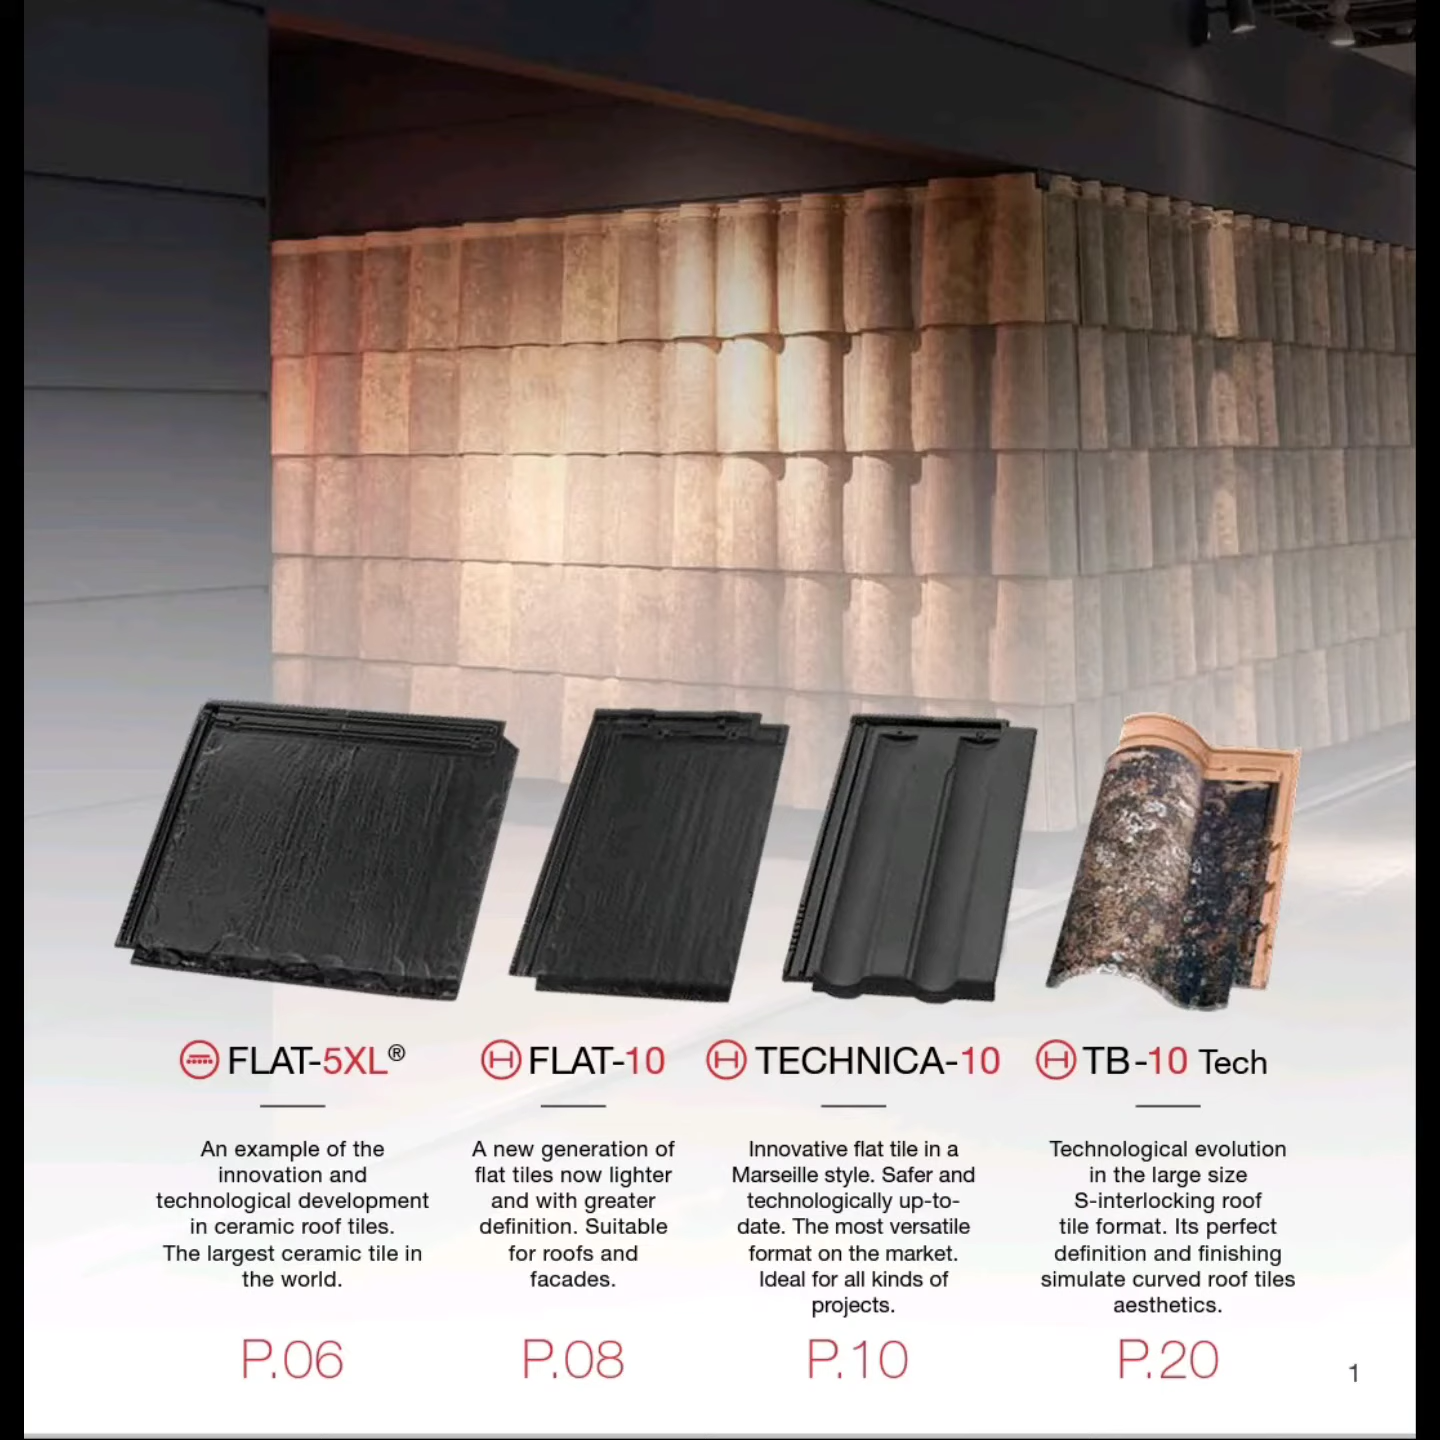 FLAT-5XL®
An example of the
innovation and
technological development
in ceramic roof tiles.
The largest ceramic tile in
the world.
P.06
FLAT-10
A new generation of
flat tiles now lighter
and with greater
definition. Suitable
for roofs and
facades.
P.08
TECHNICA-10
Innovative flat tile in a
Marseille style. Safer and
technologically up-to-
date. The most versatile
format on the market.
Ideal for all kinds of
projects.
P.10
TB-10 Tech
Technological evolution
in the large size
S-interlocking roof
tile format. Its perfect
definition and finishing
simulate curved roof tiles
aesthetics.
P.20
1